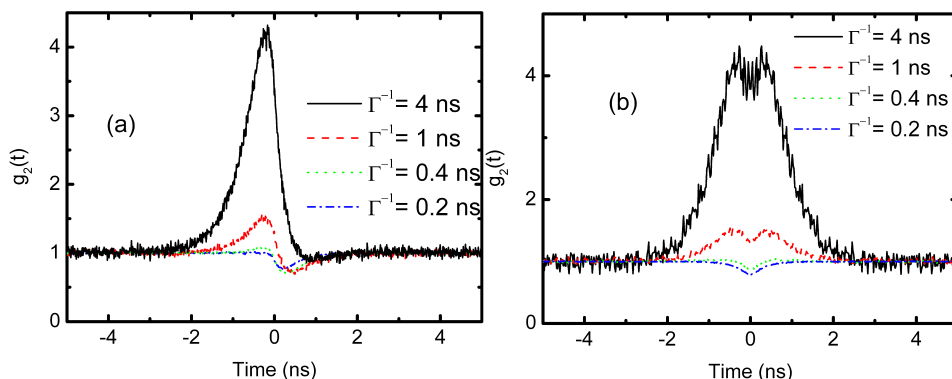 4
3
2
1
0
g₂(t)
(a)
Γ⁻¹= 4 ns
Γ⁻¹= 1 ns
Γ⁻¹= 0.4 ns
Γ⁻¹= 0.2 ns
-4 -2 0 2 4
Time (ns)
4
2
0
g₂(t)
(b)
Γ⁻¹= 4 ns
Γ⁻¹= 1 ns
Γ⁻¹= 0.4 ns
Γ⁻¹= 0.2 ns
-4 -2 0 2 4
Time (ns)